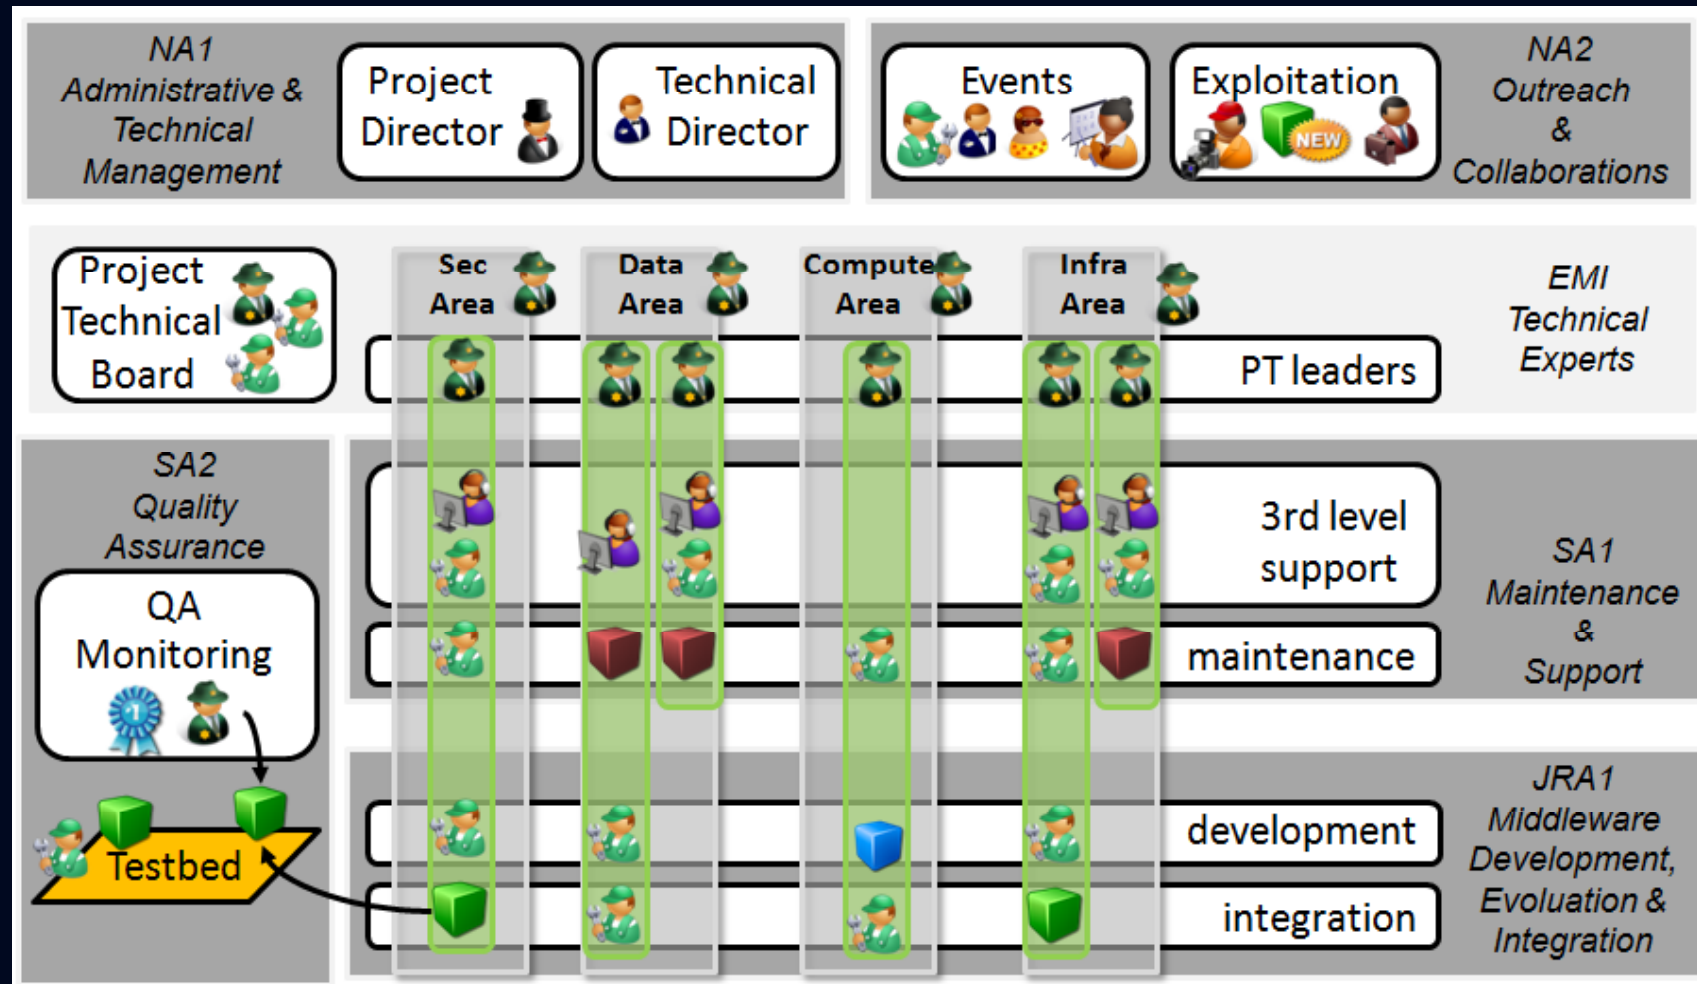 NA1
Administrative &
Technical
Management
Project
Director
Technical
Director
Events
Exploitation
NEW
NA2
Outreach
&
Collaborations
Project
Technical
Board
Sec
Area
Data
Area
Compute
Area
Infra
Area
PT leaders
EMI
Technical
Experts
SA2
Quality
Assurance
QA
Monitoring
#1
Testbed
3rd level
support
maintenance
SA1
Maintenance
&
Support
development
integration
JRA1
Middleware
Development,
Evoluation &
Integration